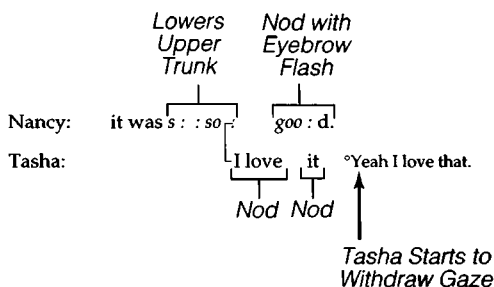 Lowers Nod with
Upper Eyebrow
Trunk Flash
Nancy: it was s : : so : goo : d.
Tasha: I love it °Yeah I love that.
Nod Nod
Tasha Starts to
Withdraw Gaze